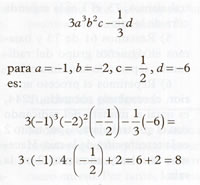 3a³b²c − 1/3 d
para a = −1, b = −2, c = 1/2, d = −6
es:
3(−1)³(−2)²(−1/2) − 1/3(−6) =
3·(−1)·4·(−1/2) + 2 = 6 + 2 = 8